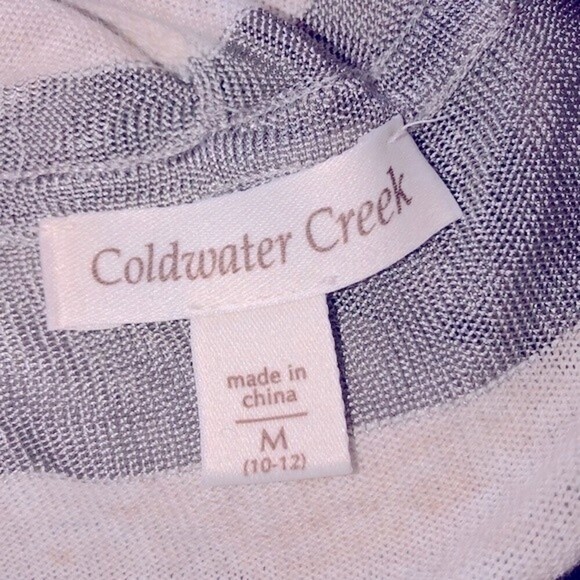 Coldwater Creek
made in
china
M
(10-12)